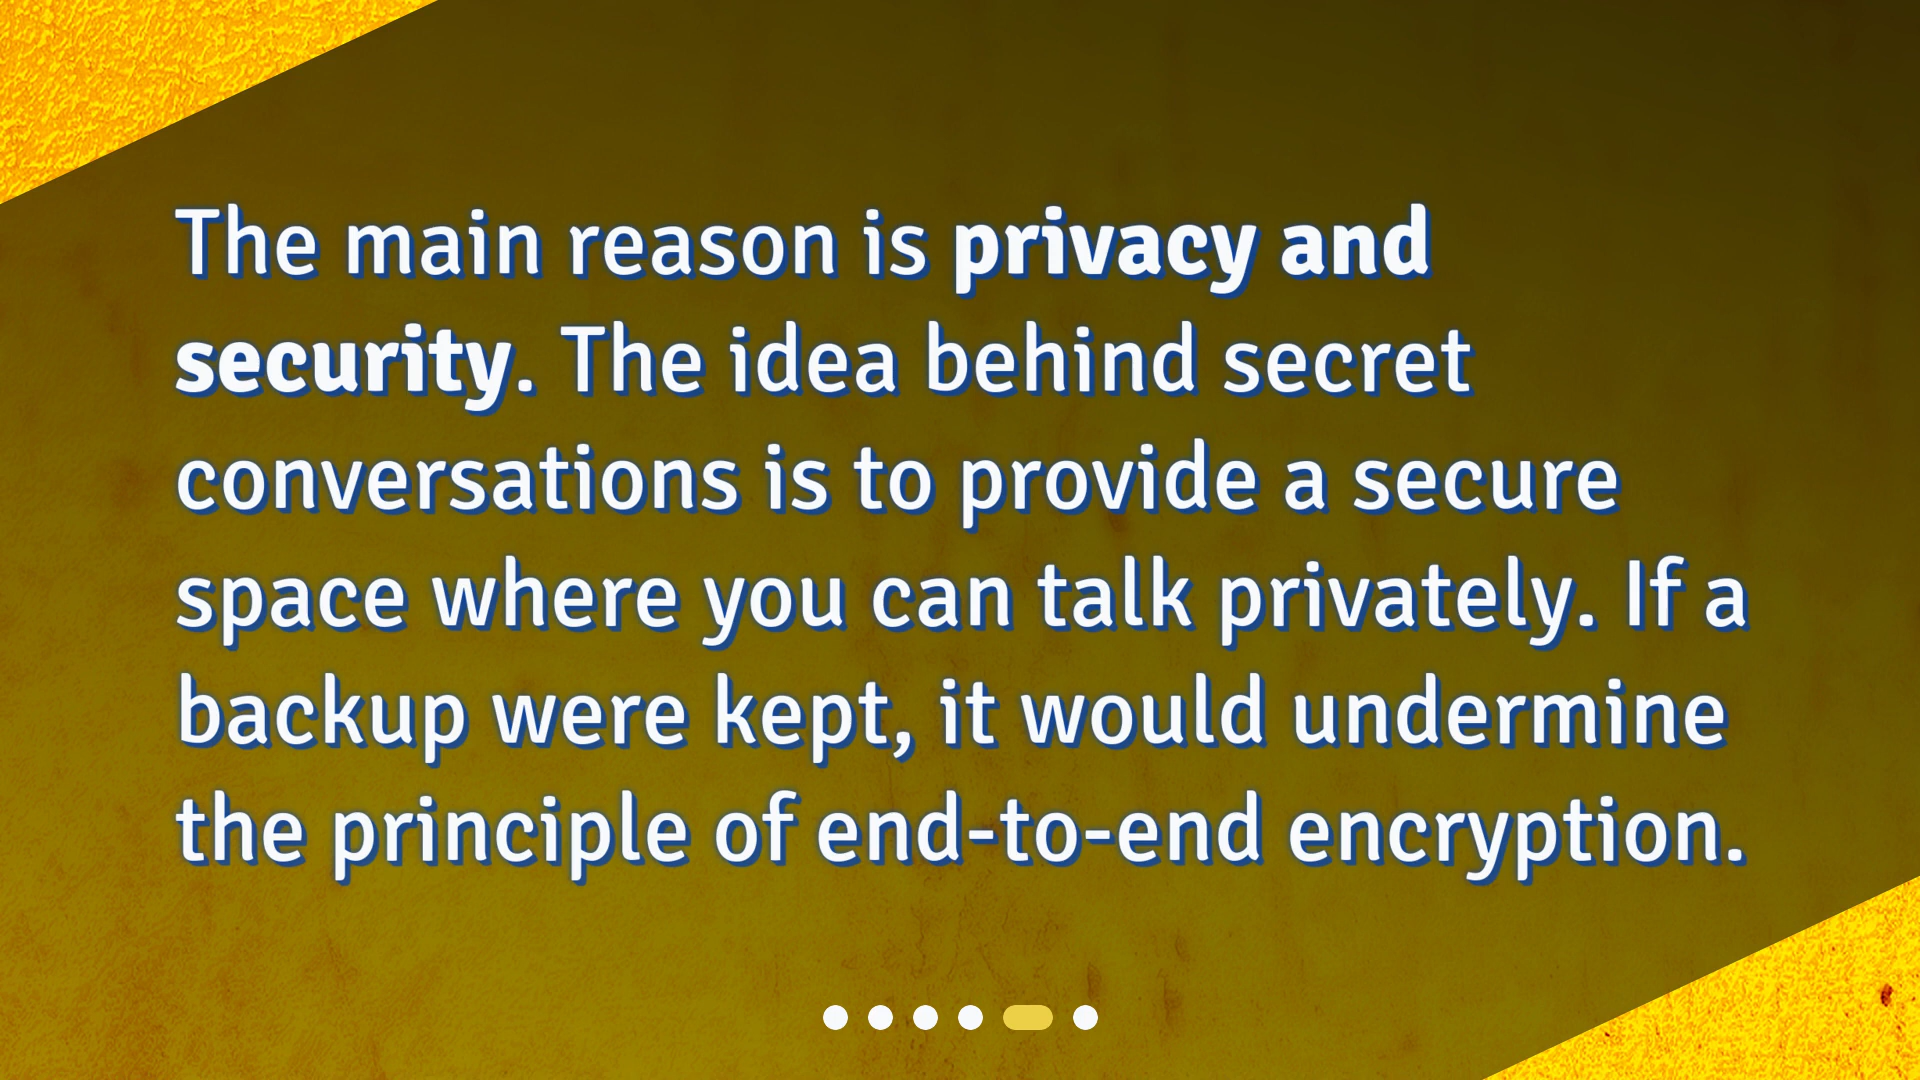 The main reason is privacy and
security. The idea behind secret
conversations is to provide a secure
space where you can talk privately. If a
backup were kept, it would undermine
the principle of end-to-end encryption.